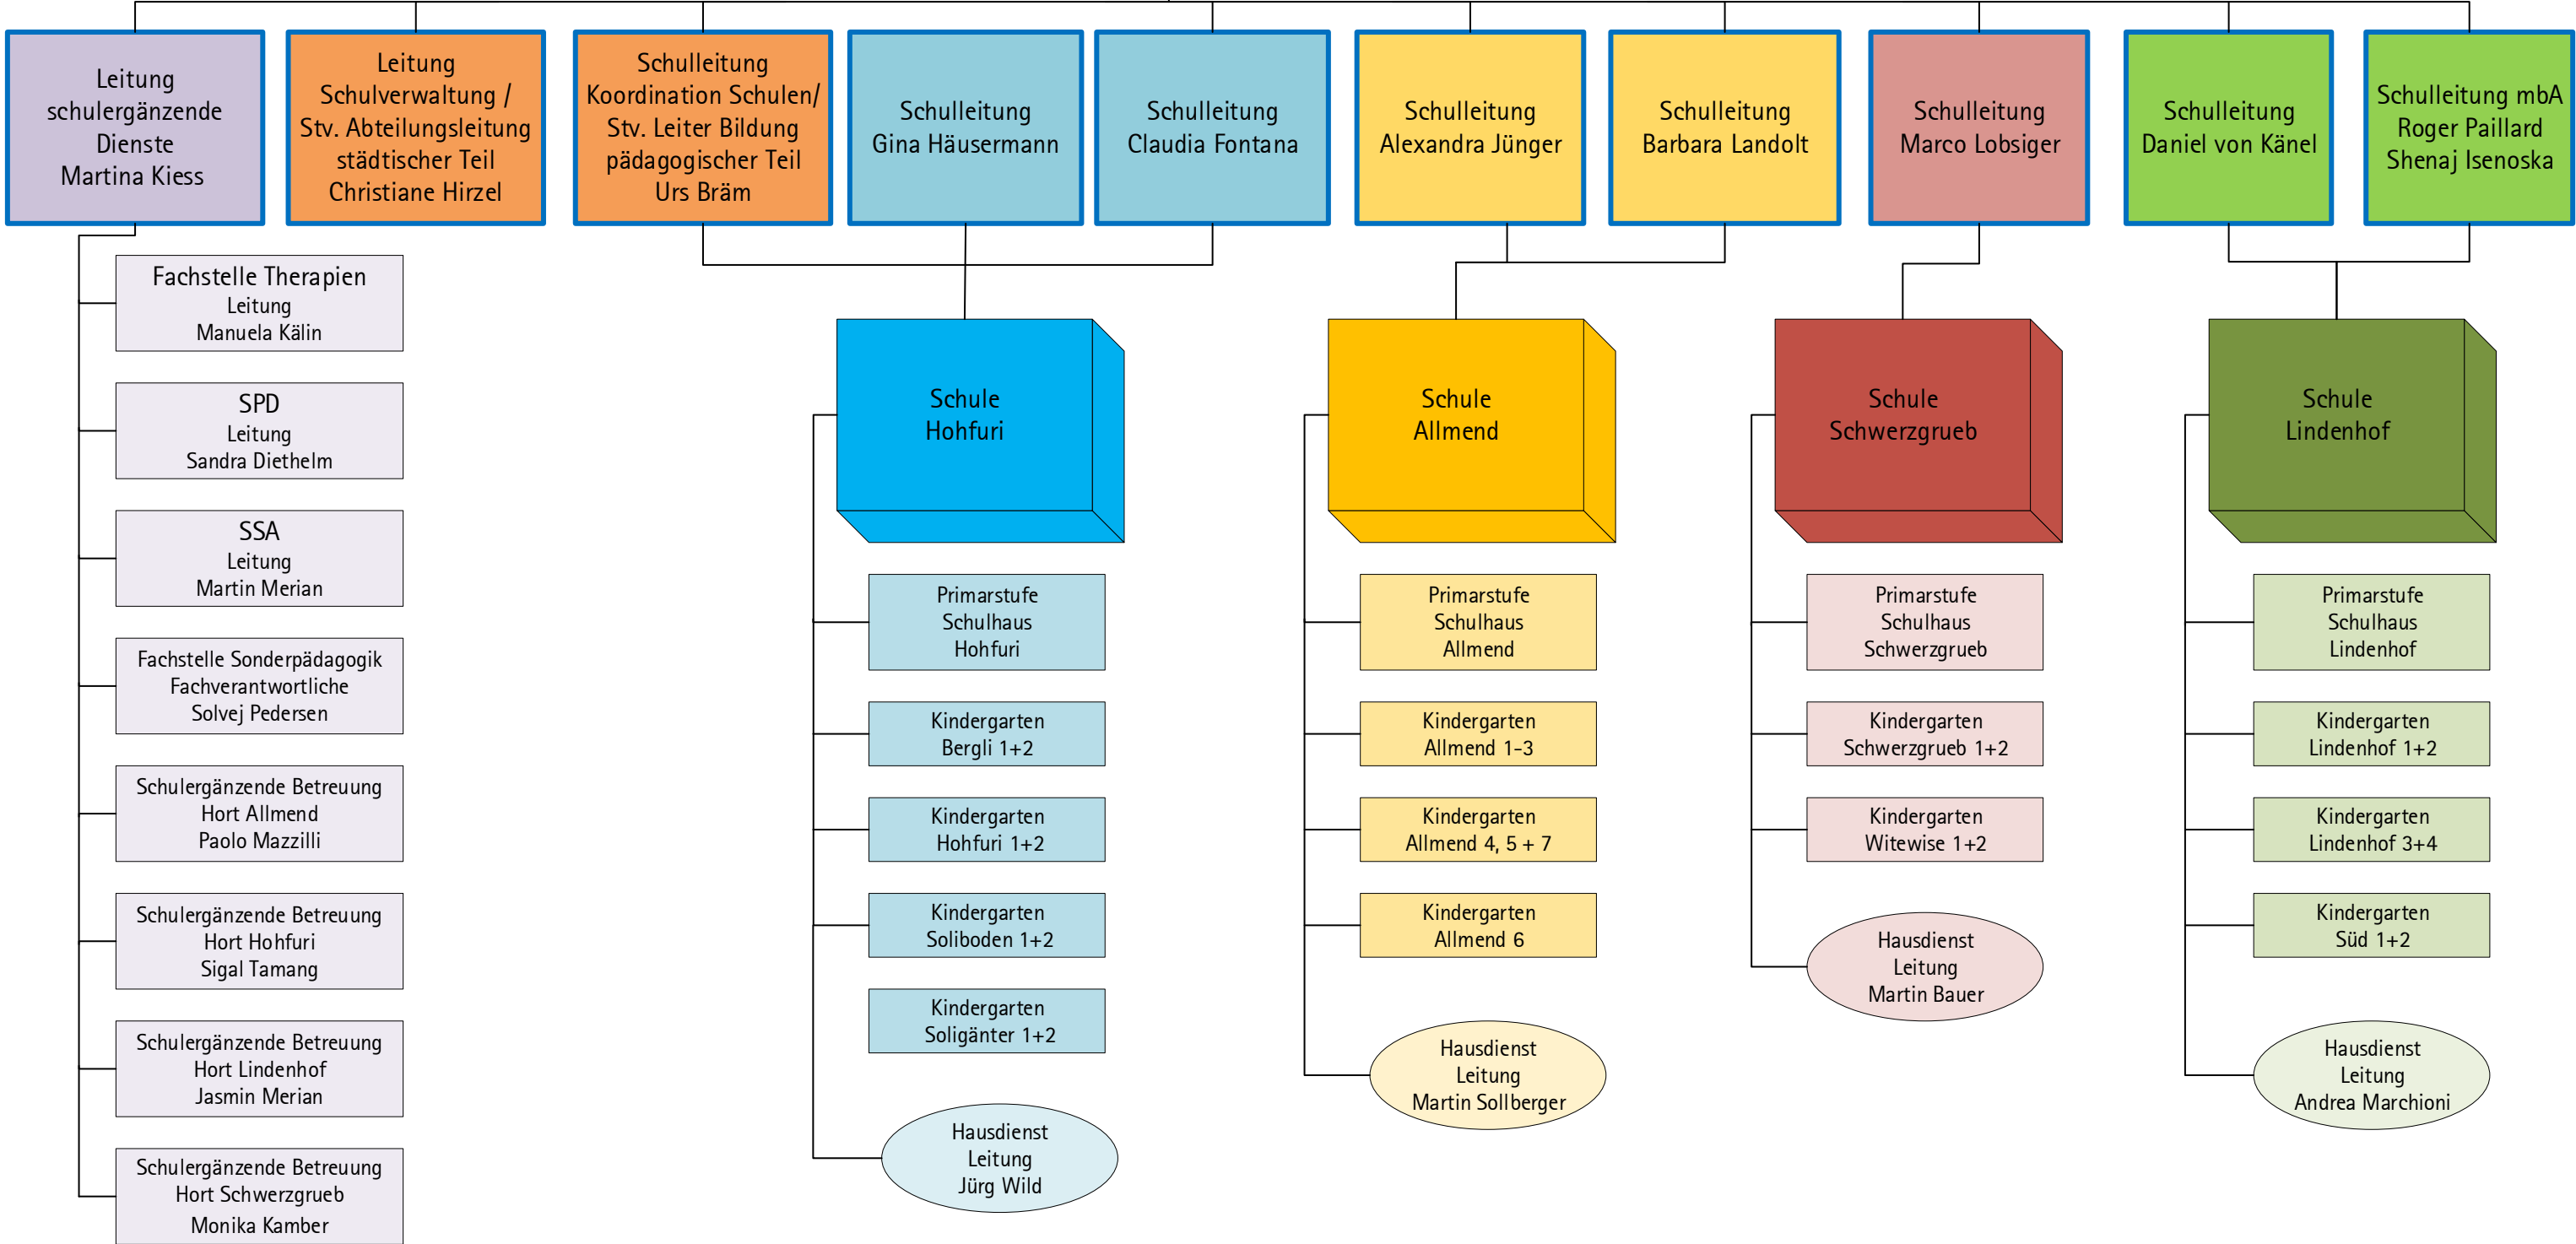 Leitung
schulergänzende
Dienste
Martina Kiess
Leitung
Schulverwaltung /
Stv. Abteilungsleitung
städtischer Teil
Christiane Hirzel
Schulleitung
Koordination Schulen/
Stv. Leiter Bildung
pädagogischer Teil
Urs Bräm
Schulleitung
Gina Häusermann
Schulleitung
Claudia Fontana
Schulleitung
Alexandra Jünger
Schulleitung
Barbara Landolt
Schulleitung
Marco Lobsiger
Schulleitung
Daniel von Känel
Schulleitung mbA
Roger Paillard
Shenaj Isenoska
Fachstelle Therapien
Leitung
Manuela Kälin
SPD
Leitung
Sandra Diethelm
SSA
Leitung
Martin Merian
Fachstelle Sonderpädagogik
Fachverantwortliche
Solvej Pedersen
Schulergänzende Betreuung
Hort Allmend
Paolo Mazzilli
Schulergänzende Betreuung
Hort Hohfuri
Sigal Tamang
Schulergänzende Betreuung
Hort Lindenhof
Jasmin Merian
Schulergänzende Betreuung
Hort Schwerzgrueb
Monika Kamber
Schule
Hohfuri
Primarstufe
Schulhaus
Hohfuri
Kindergarten
Bergli 1+2
Kindergarten
Hohfuri 1+2
Kindergarten
Soliboden 1+2
Kindergarten
Soligänter 1+2
Hausdienst
Leitung
Jürg Wild
Schule
Allmend
Primarstufe
Schulhaus
Allmend
Kindergarten
Allmend 1-3
Kindergarten
Allmend 4, 5 + 7
Kindergarten
Allmend 6
Hausdienst
Leitung
Martin Sollberger
Schule
Schwerzgrueb
Primarstufe
Schulhaus
Schwerzgrueb
Kindergarten
Schwerzgrueb 1+2
Kindergarten
Witewise 1+2
Hausdienst
Leitung
Martin Bauer
Schule
Lindenhof
Primarstufe
Schulhaus
Lindenhof
Kindergarten
Lindenhof 1+2
Kindergarten
Lindenhof 3+4
Kindergarten
Süd 1+2
Hausdienst
Leitung
Andrea Marchioni